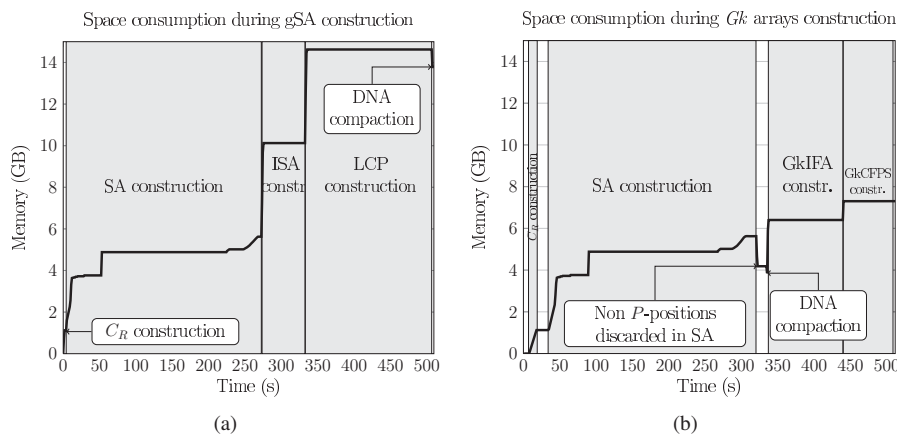 Space consumption during gSA construction
14
12
10
8
6
4
2
0
Memory (GB)
SA construction
ISA
constr
LCP
construction
DNA
compaction
C_R construction
0 50 100 150 200 250 300 350 400 450 500
Time (s)
(a)
Space consumption during Gk arrays construction
14
12
10
8
6
4
2
0
Memory (GB)
C_R construction
SA construction
GkIFA
constr.
GkCFPS
constr.
Non P-positions
discarded in SA
DNA
compaction
0 50 100 150 200 250 300 350 400 450 500
Time (s)
(b)